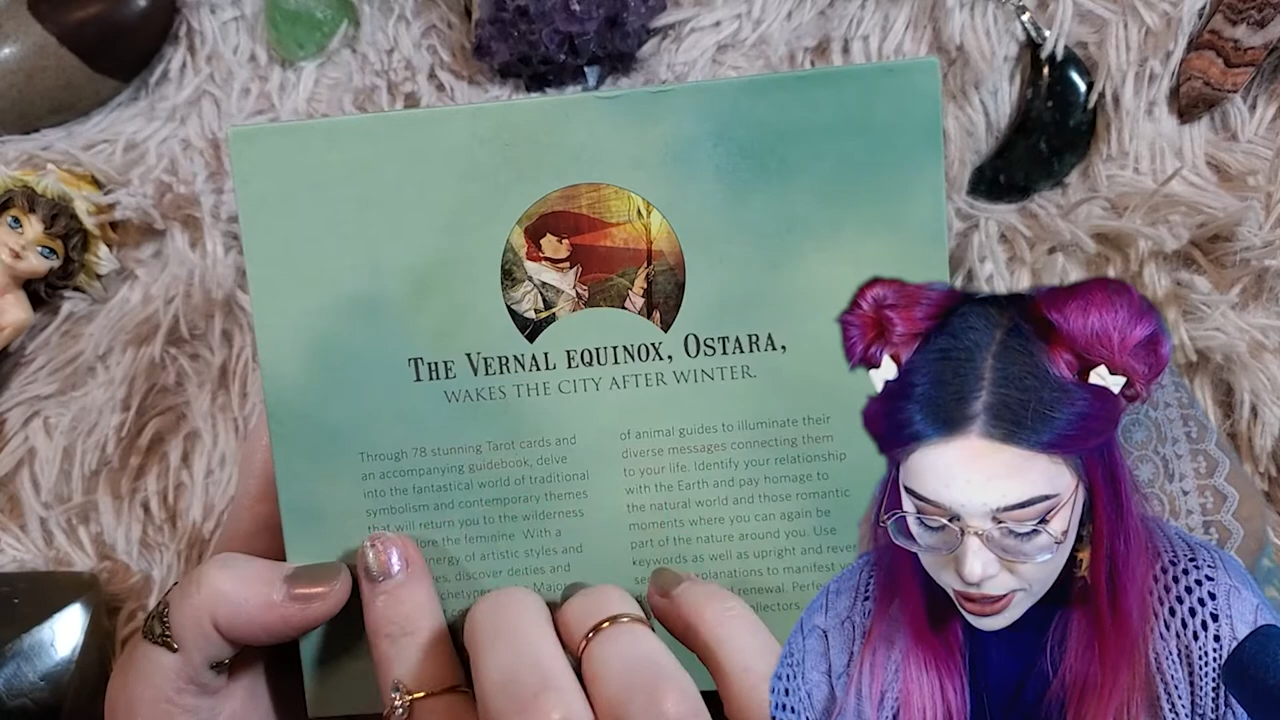 THE VERNAL EQUINOX, OSTARA,
WAKES THE CITY AFTER WINTER.
Through 78 stunning Tarot cards and
an accompanying guidebook, delve
into the fantastical world of traditional
symbolism and contemporary themes
that will return you to the wilderness
the feminine. With a
of artistic styles and
discover deities and
of animal guides to illuminate their
diverse messages connecting them
to your life. Identify your relationship
with the Earth and pay homage to
the natural world and those romantic
moments where you can again be
part of the nature around you. Use
keywords as well as upright and
to manifest
renewal.